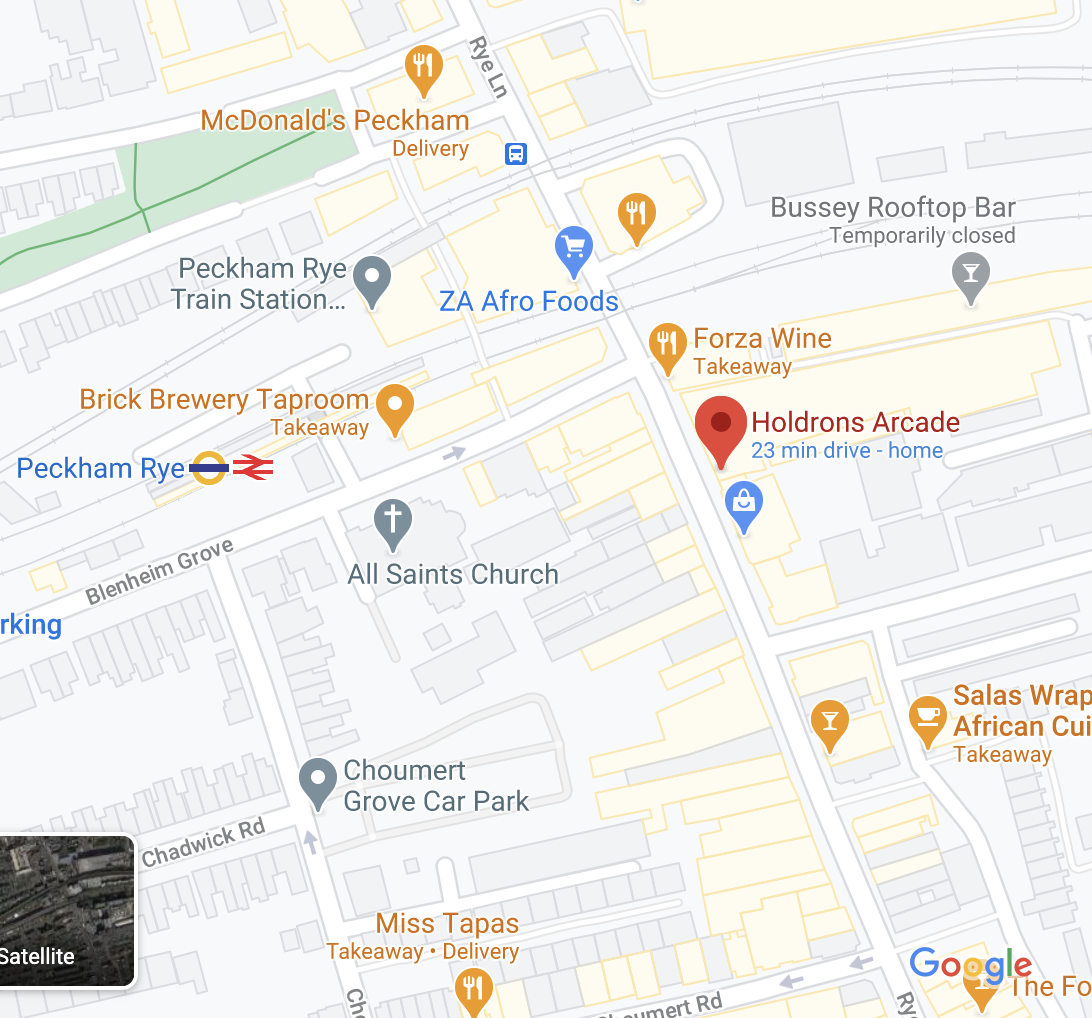 Rye Ln
McDonald's Peckham
Delivery
Bussey Rooftop Bar
Temporarily closed
Peckham Rye
Train Station...
ZA Afro Foods
Forza Wine
Takeaway
Brick Brewery Taproom
Takeaway
Holdrons Arcade
23 min drive - home
Peckham Rye
All Saints Church
Blenheim Grove
rking
Salas Wrap
African Cui
Takeaway
Choumert
Grove Car Park
Chadwick Rd
Miss Tapas
Takeaway • Delivery
Satellite
Google
The Fo
Cho
Choumert Rd
Rye